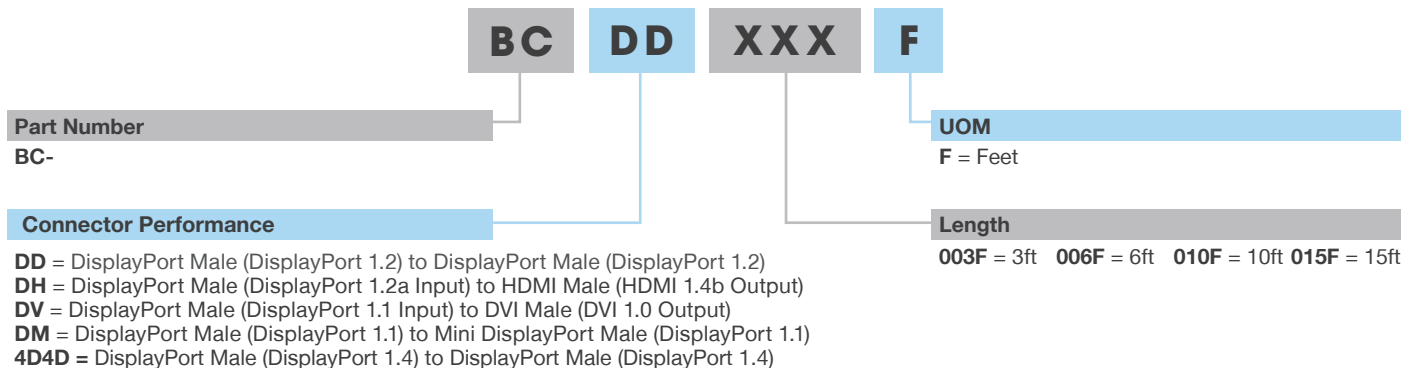 BC DD XXX F
Part Number
BC-
UOM
F = Feet
Connector Performance
DD = DisplayPort Male (DisplayPort 1.2) to DisplayPort Male (DisplayPort 1.2)
DH = DisplayPort Male (DisplayPort 1.2a Input) to HDMI Male (HDMI 1.4b Output)
DV = DisplayPort Male (DisplayPort 1.1 Input) to DVI Male (DVI 1.0 Output)
DM = DisplayPort Male (DisplayPort 1.1) to Mini DisplayPort Male (DisplayPort 1.1)
4D4D = DisplayPort Male (DisplayPort 1.4) to DisplayPort Male (DisplayPort 1.4)
Length
003F = 3ft 006F = 6ft 010F = 10ft 015F = 15ft